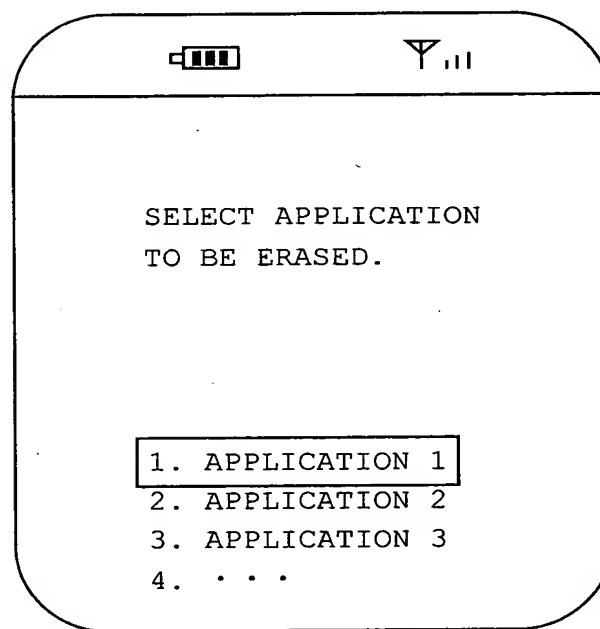 SELECT APPLICATION
TO BE ERASED.
1. APPLICATION 1
2. APPLICATION 2
3. APPLICATION 3
4. · · ·